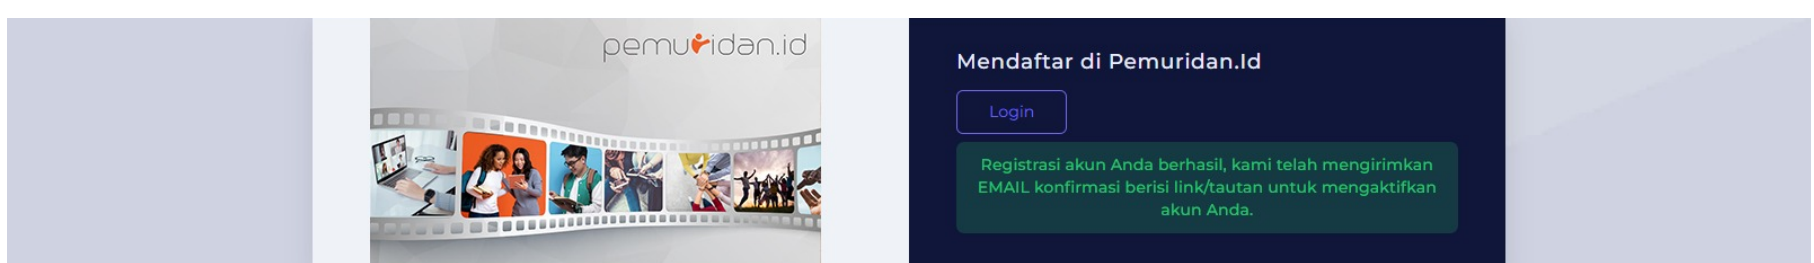 pemuridan.id
Mendaftar di Pemuridan.Id
Login
Registrasi akun Anda berhasil, kami telah mengirimkan
EMAIL konfirmasi berisi link/tautan untuk mengaktifkan
akun Anda.